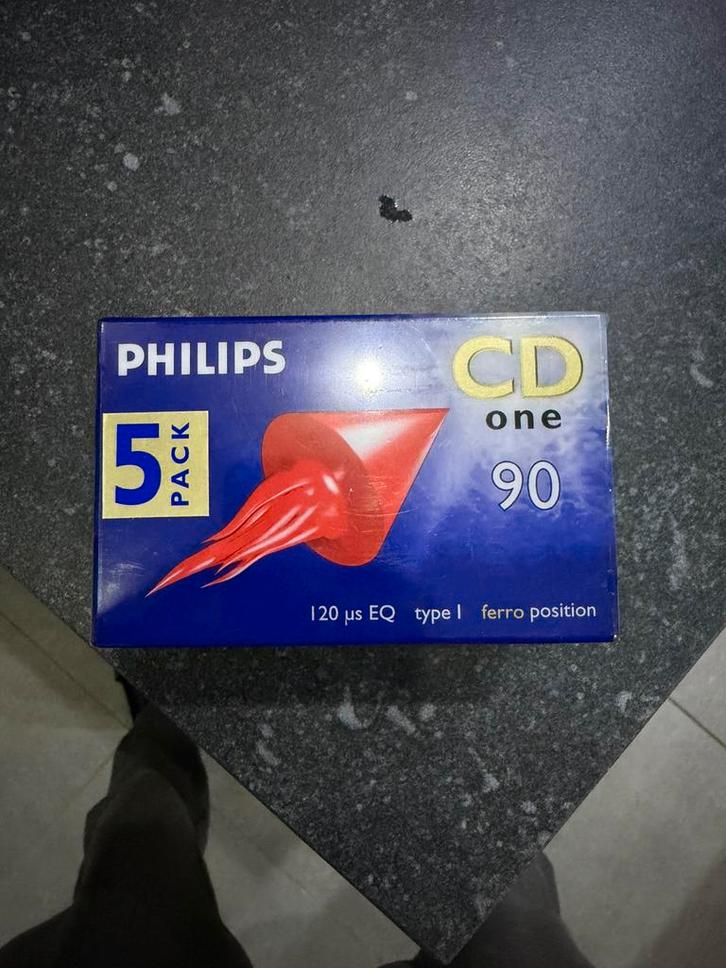 PHILIPS
CD
one
5 PACK
90
120 µs EQ type I ferro position